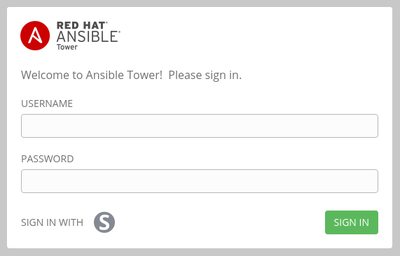 RED HAT®
ANSIBLE®
Tower
Welcome to Ansible Tower!  Please sign in.
USERNAME
PASSWORD
SIGN IN WITH S
SIGN IN